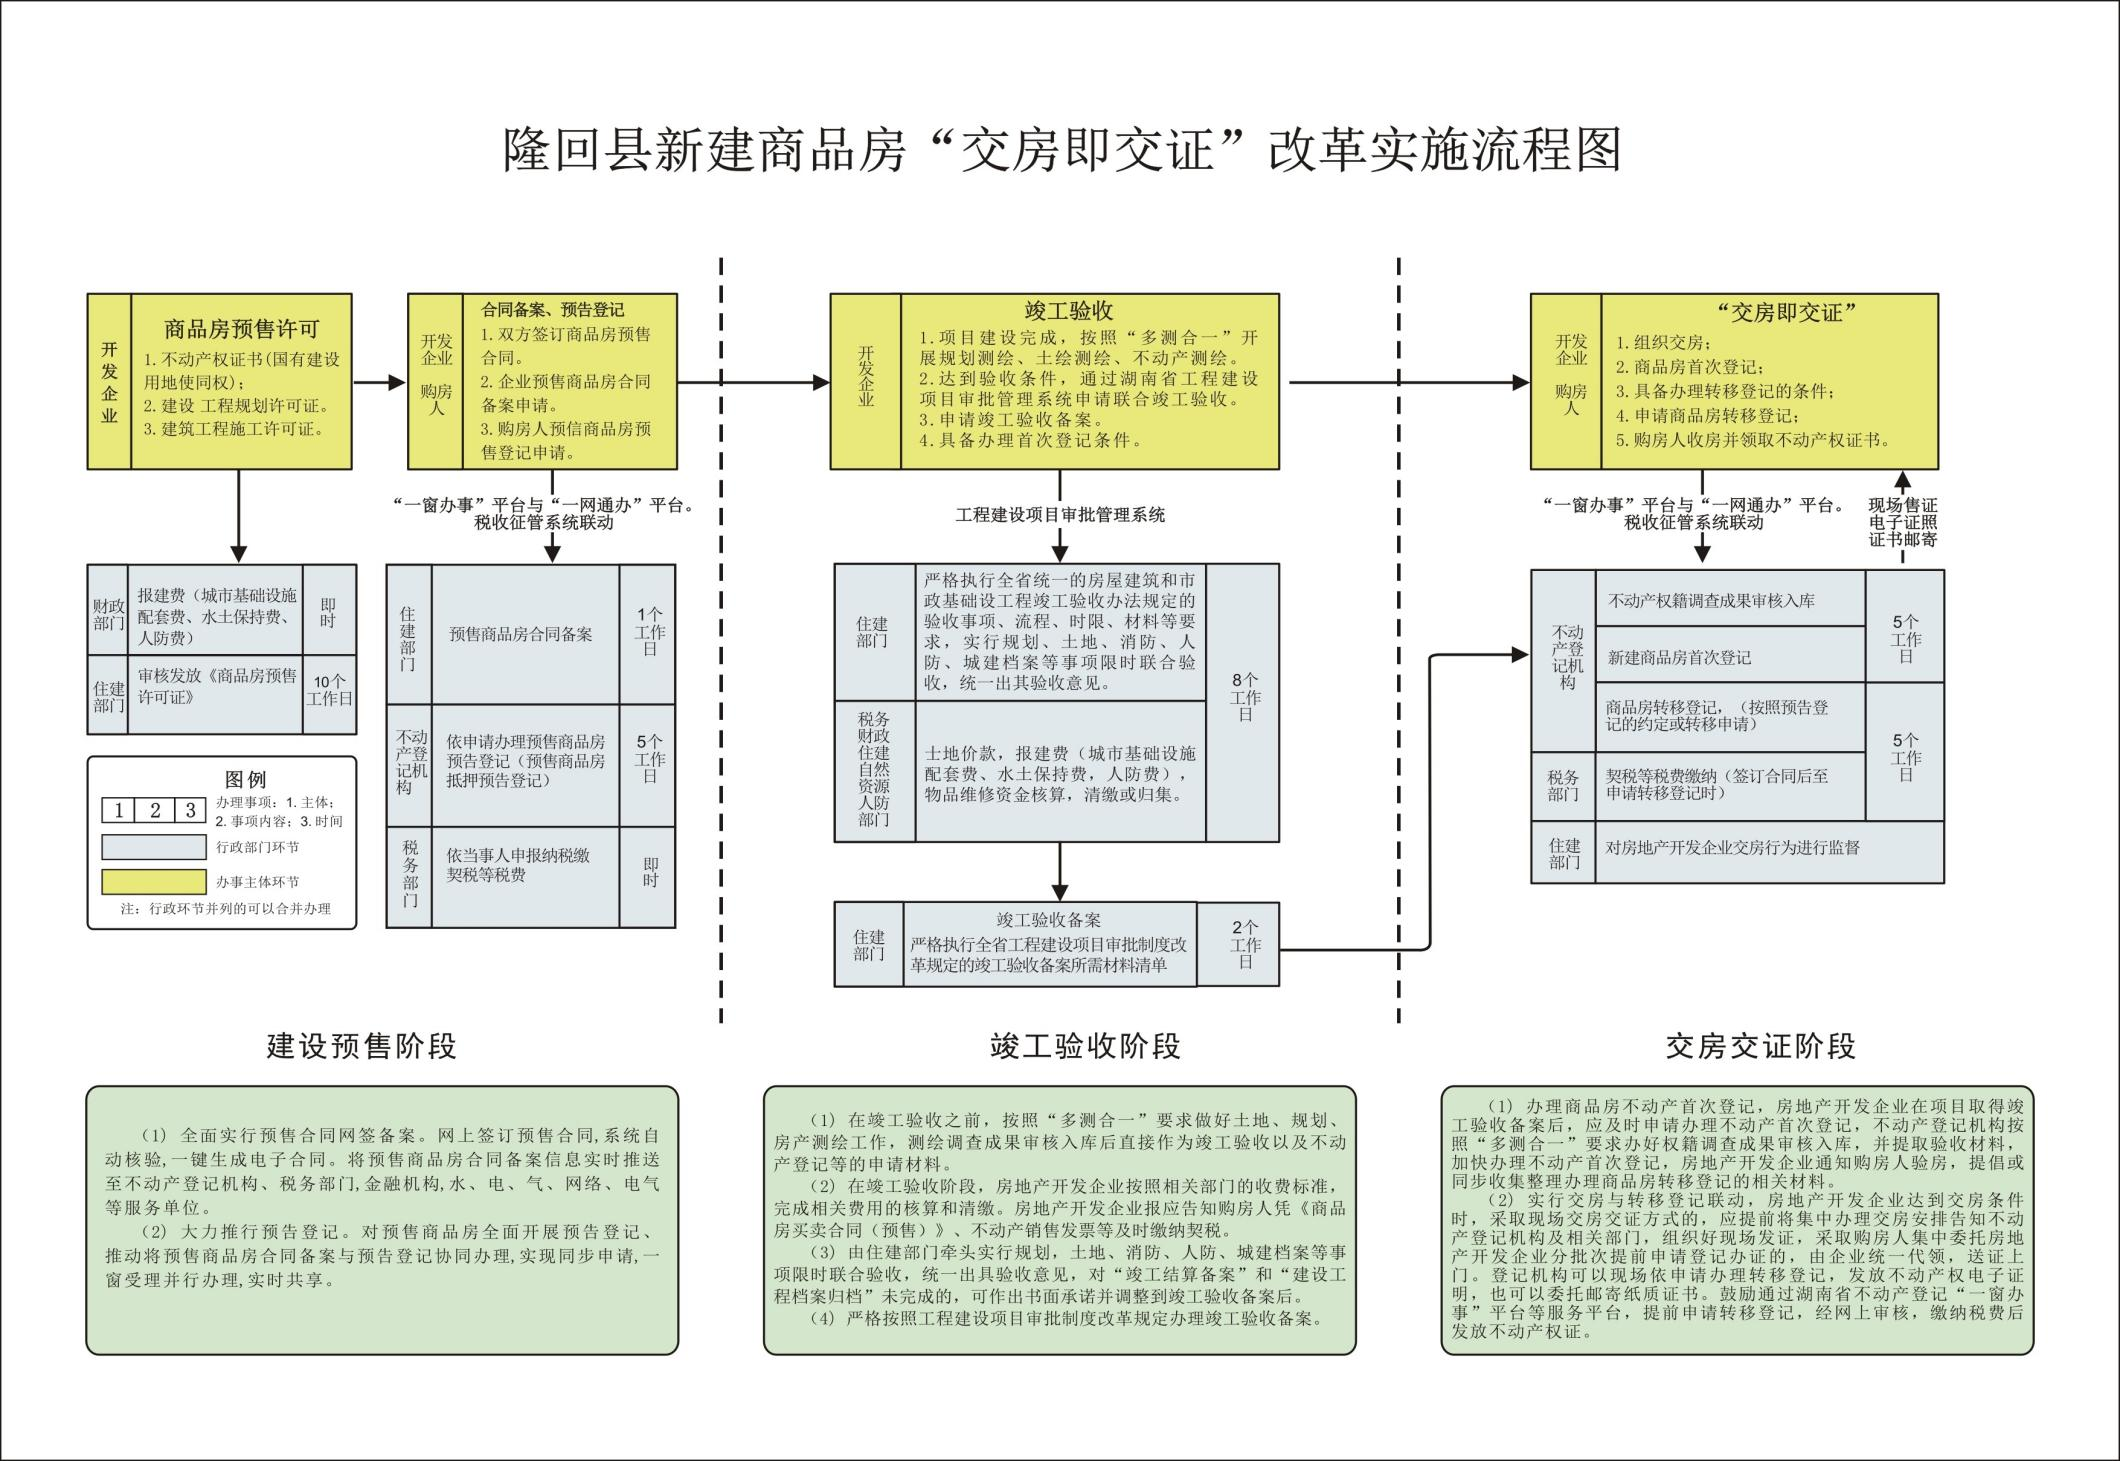 隆回县新建商品房“交房即交证”改革实施流程图
开
发
企
业
商品房预售许可
1. 不动产权证书(国有建设
用地使同权)；
2. 建设 工程规划许可证。
3. 建筑工程施工许可证。
开发
企业
购房
人
合同备案、预告登记
1. 双方签订商品房预售
合同。
2. 企业预售商品房合同
备案申请。
3. 购房人预信商品房预
售登记申请。
开
发
企
业
竣工验收
1.项目建设完成，按照“多测合一”开
展规划测绘、土绘测绘、不动产测绘。
2.达到验收条件，通过湖南省工程建设
项目审批管理系统申请联合竣工验收。
3.申请竣工验收备案。
4.具备办理首次登记条件。
开发
企业
购房
人
“交房即交证”
1.组织交房；
2.商品房首次登记；
3.具备办理转移登记的条件；
4.申请商品房转移登记；
5.购房人收房并领取不动产权证书。
“一窗办事”平台与“一网通办”平台。
税收征管系统联动
工程建设项目审批管理系统
“一窗办事”平台与“一网通办”平台。
税收征管系统联动
现场售证
电子证照
证书邮寄
财政
部门
报建费（城市基础设施
配套费、水土保持费、
人防费）
即
时
住建
部门
审核发放《商品房预售
许可证》
10个
工作日
图例
1 2 3
办理事项：1. 主体；
2. 事项内容；3. 时间
行政部门环节
办事主体环节
注：行政环节并列的可以合并办理
住
建
部
门
预售商品房合同备案
1个
工作
日
不动
产登
记机
构
依申请办理预售商品房
预告登记（预售商品房
抵押预告登记）
5个
工作
日
税
务
部
门
依当事人申报纳税缴
契税等税费
即
时
住建
部门
严格执行全省统一的房屋建筑和市
政基础设工程竣工验收办法规定的
验收事项、流程、时限、材料等要
求，实行规划、土地、消防、人
防、城建档案等事项限时联合验
收，统一出其验收意见。
8个
工作
日
税务
财政
住建
自然
资源
人防
部门
士地价款，报建费（城市基础设施
配套费、水土保持费，人防费），
物品维修资金核算，清缴或归集。
住建
部门
竣工验收备案
严格执行全省工程建设项目审批制度改
革规定的竣工验收备案所需材料清单
2个
工作
日
不动
产登
记机
构
不动产权籍调查成果审核入库
新建商品房首次登记
5个
工作
日
商品房转移登记，（按照预告登
记的约定或转移申请）
5个
工作
日
税务
部门
契税等税费缴纳（签订合同后至
申请转移登记时）
住建
部门
对房地产开发企业交房行为进行监督
建设预售阶段
竣工验收阶段
交房交证阶段
（1）全面实行预售合同网签备案。网上签订预售合同,系统自
动核验,一键生成电子合同。将预售商品房合同备案信息实时推送
至不动产登记机构、税务部门,金融机构,水、电、气、网络、电气
等服务单位。
（2）大力推行预告登记。对预售商品房全面开展预告登记、
推动将预售商品房合同备案与预告登记协同办理,实现同步申请,一
窗受理并行办理,实时共享。
（1）在竣工验收之前，按照“多测合一”要求做好土地、规划、
房产测绘工作，测绘调查成果审核入库后直接作为竣工验收以及不动
产登记等的申请材料。
（2）在竣工验收阶段，房地产开发企业按照相关部门的收费标准，
完成相关费用的核算和清缴。房地产开发企业报应告知购房人凭《商品
房买卖合同（预售）》、不动产销售发票等及时缴纳契税。
（3）由住建部门牵头实行规划，土地、消防、人防、城建档案等事
项限时联合验收，统一出具验收意见，对“竣工结算备案”和“建设工
程档案归档”未完成的，可作出书面承诺并调整到竣工验收备案后。
（4）严格按照工程建设项目审批制度改革规定办理竣工验收备案。
（1）办理商品房不动产首次登记，房地产开发企业在项目取得竣
工验收备案后，应及时申请办理不动产首次登记，不动产登记机构按
照“多测合一”要求办好权籍调查成果审核入库，并提取验收材料，
加快办理不动产首次登记，房地产开发企业通知购房人验房，提倡或
同步收集整理办理商品房转移登记的相关材料。
（2）实行交房与转移登记联动，房地产开发企业达到交房条件
时，采取现场交房交证方式的，应提前将集中办理交房安排告知不动
产登记机构及相关部门，组织好现场发证，采取购房人集中委托房地
产开发企业分批次提前申请登记办证的，由企业统一代领，送证上
门。登记机构可以现场依申请办理转移登记，发放不动产权电子证
明，也可以委托邮寄纸质证书。鼓励通过湖南省不动产登记“一窗办
事”平台等服务平台，提前申请转移登记，经网上审核，缴纳税费后
发放不动产权证。